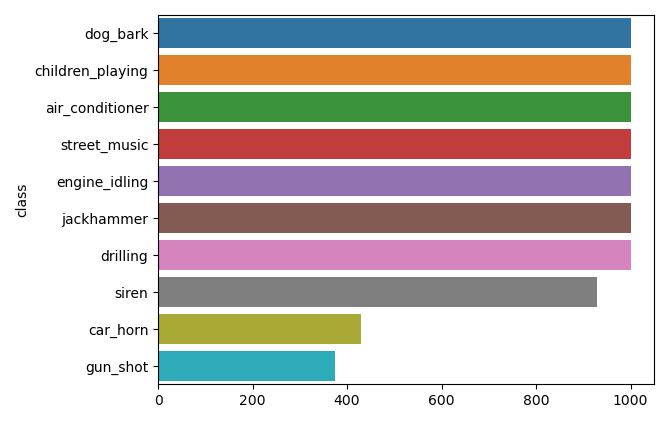 class
dog_bark
children_playing
air_conditioner
street_music
engine_idling
jackhammer
drilling
siren
car_horn
gun_shot
0 200 400 600 800 1000